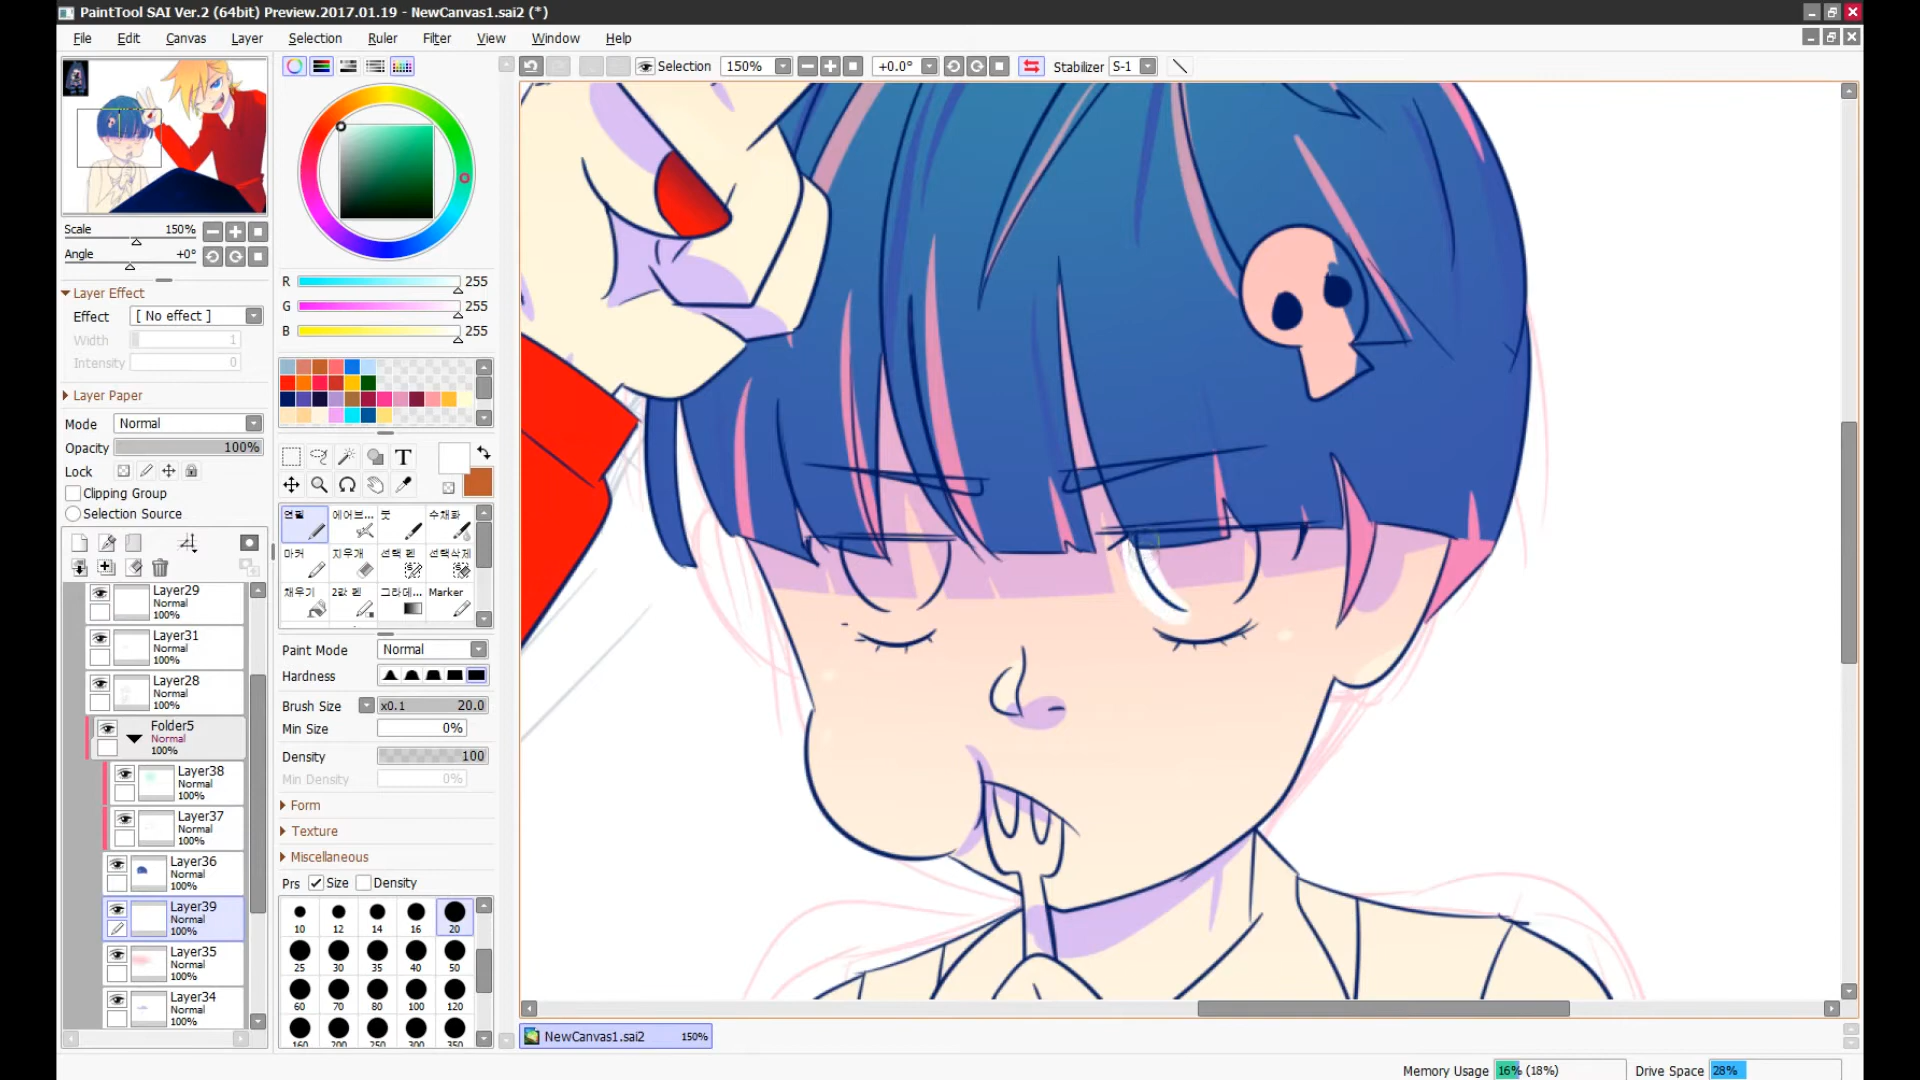 PaintTool SAI Ver.2 (64bit) Preview.2017.01.19 - NewCanvas1.sai2 (*)
File Edit Canvas Layer Selection Ruler Filter View Window Help
Selection 150% +0.0° Stabilizer S-1
Scale 150%
Angle +0°
Layer Effect
Effect [ No effect ]
Width 1
Intensity 0
Layer Paper
Mode Normal
Opacity 100%
Lock
Clipping Group
Selection Source
Layer29
Normal
100%
Layer31
Normal
100%
Layer28
Normal
100%
Folder5
Normal
100%
Layer38
Normal
100%
Layer37
Normal
100%
Layer36
Normal
100%
Layer39
Normal
100%
Layer35
Normal
100%
Layer34
Normal
100%
R 255
G 255
B 255
T
연필 에어브... 붓 수채화
마커 지우개 선택 펜 선택삭제
채우기 2값 펜 그라데... Marker
Paint Mode Normal
Hardness
Brush Size x0.1 20.0
Min Size 0%
Density 100
Min Density 0%
Form
Texture
Miscellaneous
Prs Size Density
10 12 14 16 20
25 30 35 40 50
60 70 80 100 120
160 200 250 300 350
NewCanvas1.sai2 150%
Memory Usage 16% (18%) Drive Space 28%